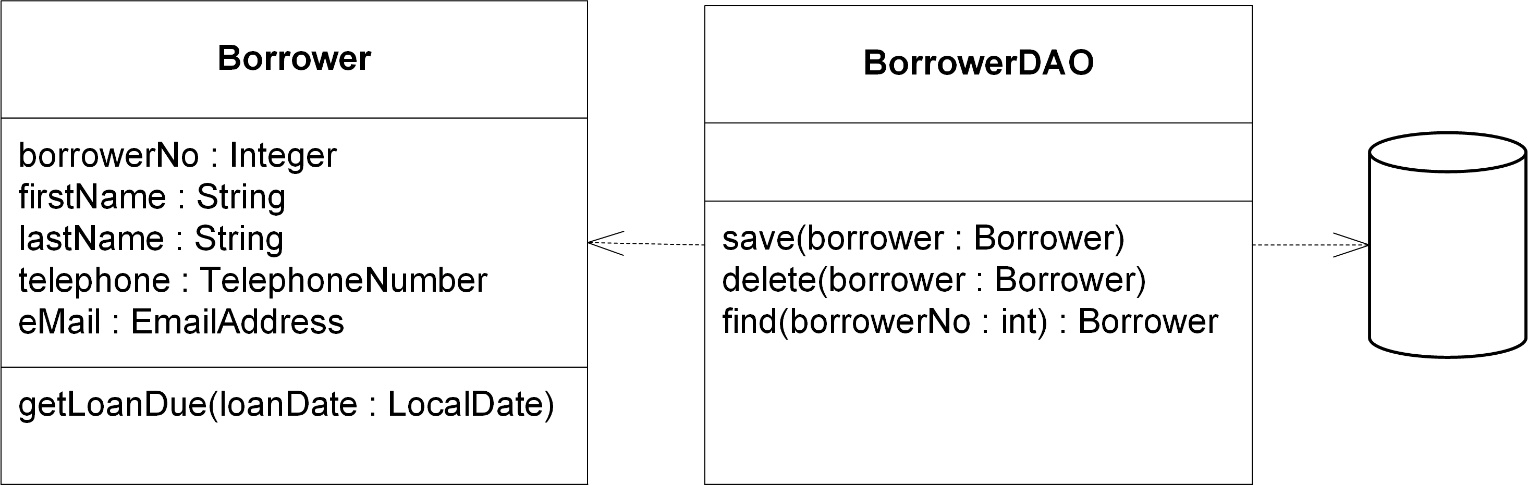 Borrower
borrowerNo : Integer
firstName : String
lastName : String
telephone : TelephoneNumber
eMail : EmailAddress
getLoanDue(loanDate : LocalDate)
BorrowerDAO
save(borrower : Borrower)
delete(borrower : Borrower)
find(borrowerNo : int) : Borrower